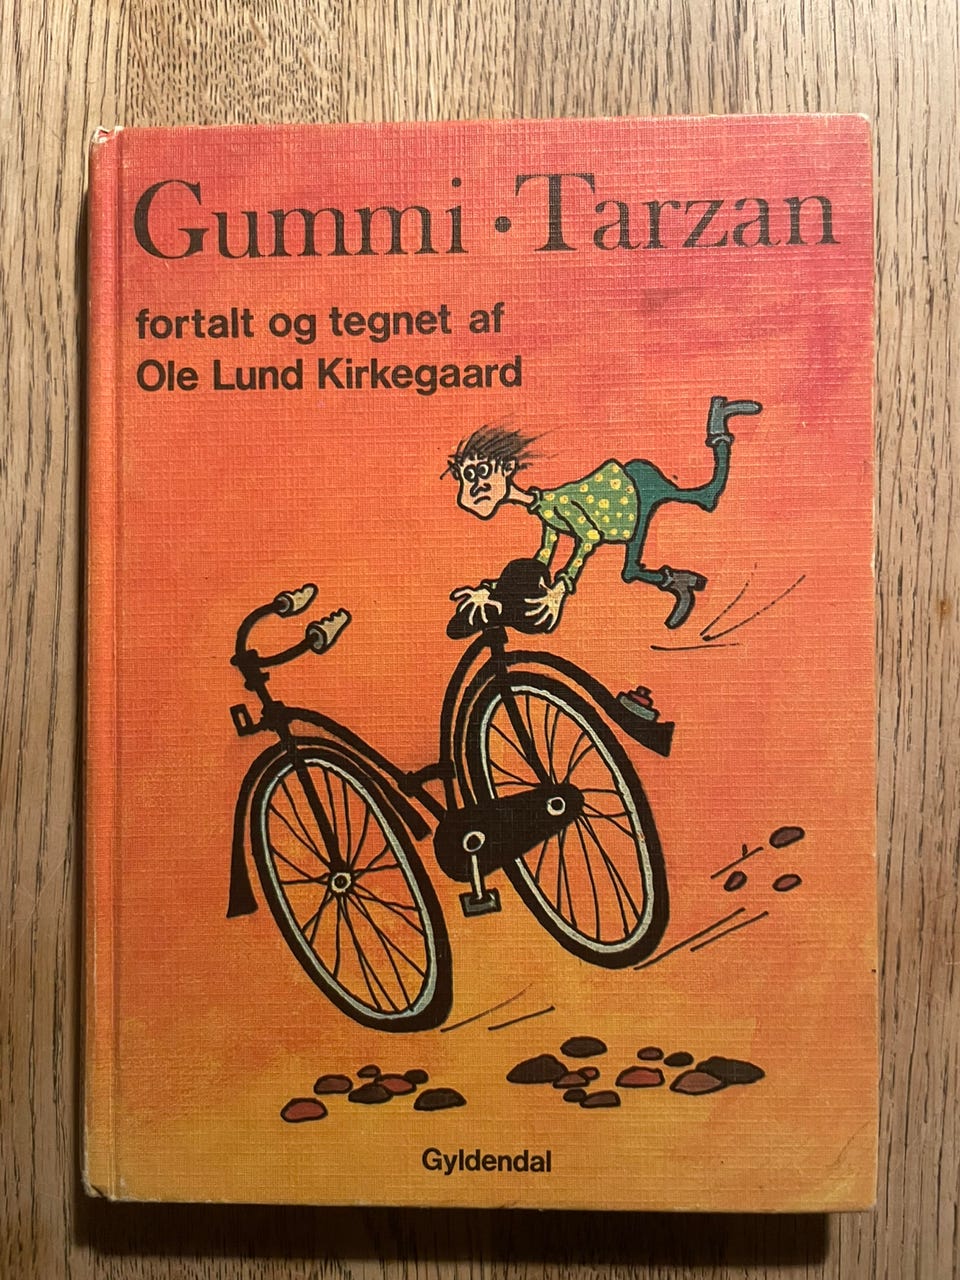 Gummi · Tarzan
fortalt og tegnet af
Ole Lund Kirkegaard
Gyldendal